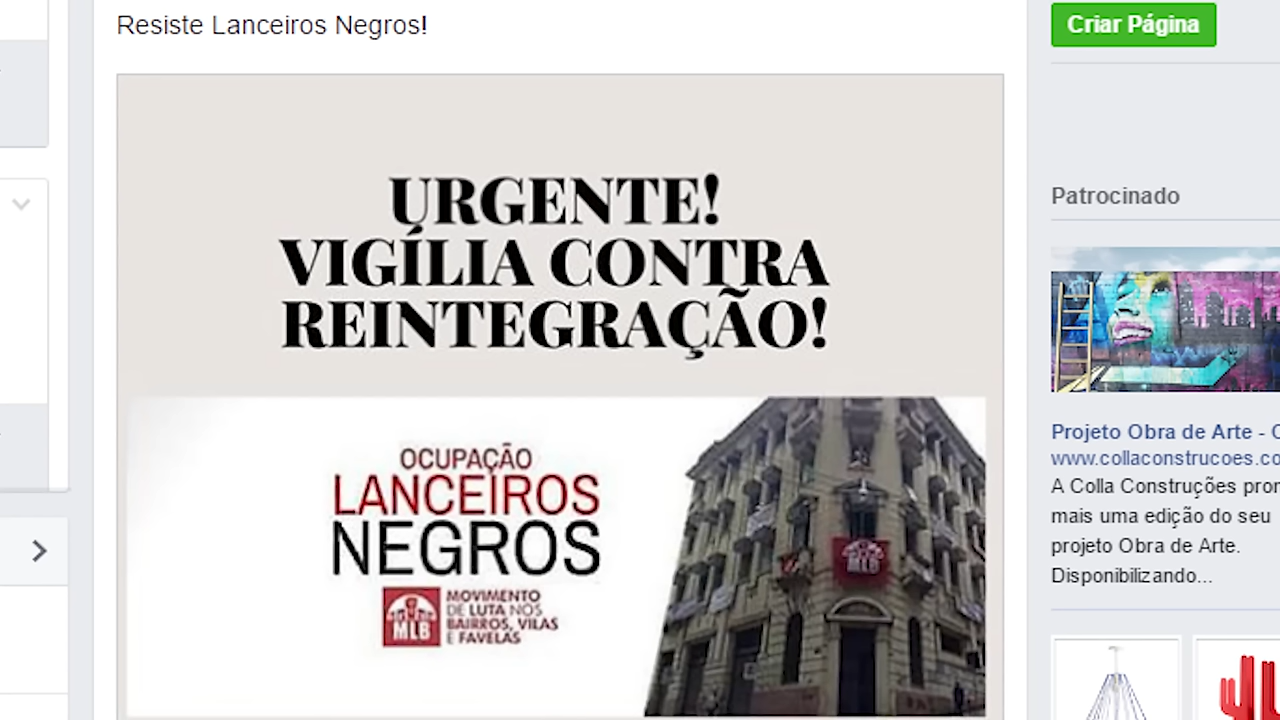 Resiste Lanceiros Negros!
URGENTE!
VIGÍLIA CONTRA
REINTEGRAÇÃO!
OCUPAÇÃO
LANCEIROS
NEGROS
MLB
MOVIMENTO
DE LUTA NOS
BAIRROS, VILAS
E FAVELAS
MLB
Criar Página
Patrocinado
Projeto Obra de Arte - C
www.collaconstrucoes.co
A Colla Construções pror
mais uma edição do seu
projeto Obra de Arte.
Disponibilizando...